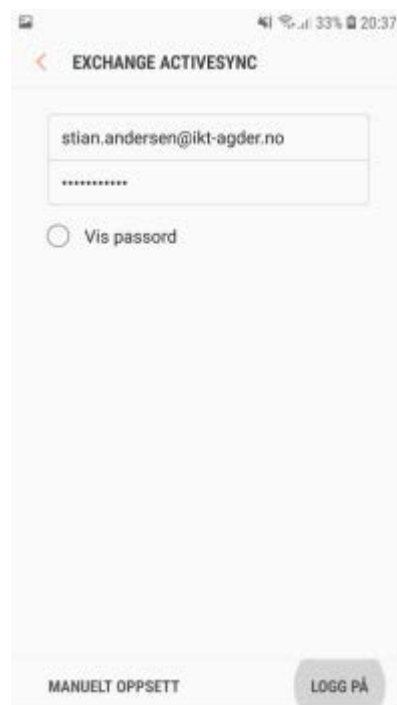 33% 20:37
EXCHANGE ACTIVESYNC
stian.andersen@ikt-agder.no
•••••••••••
Vis passord
MANUELT OPPSETT LOGG PÅ